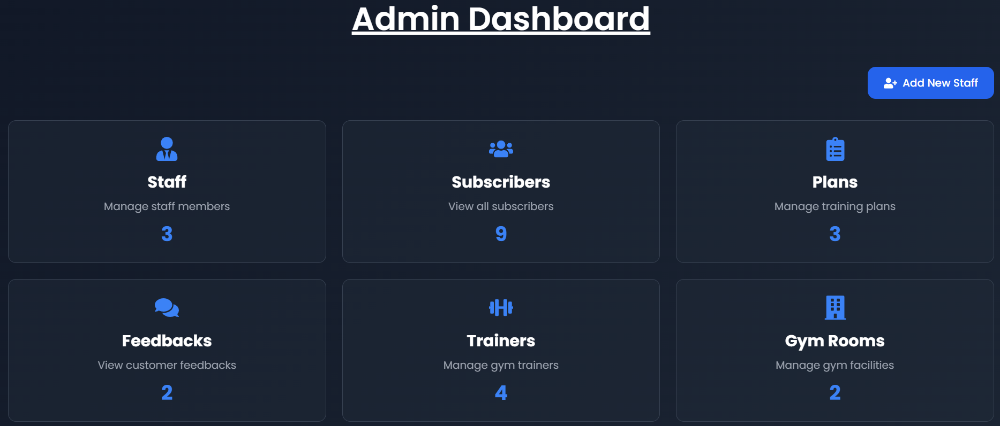 Admin Dashboard
Add New Staff
Staff
Manage staff members
3
Subscribers
View all subscribers
9
Plans
Manage training plans
3
Feedbacks
View customer feedbacks
2
Trainers
Manage gym trainers
4
Gym Rooms
Manage gym facilities
2